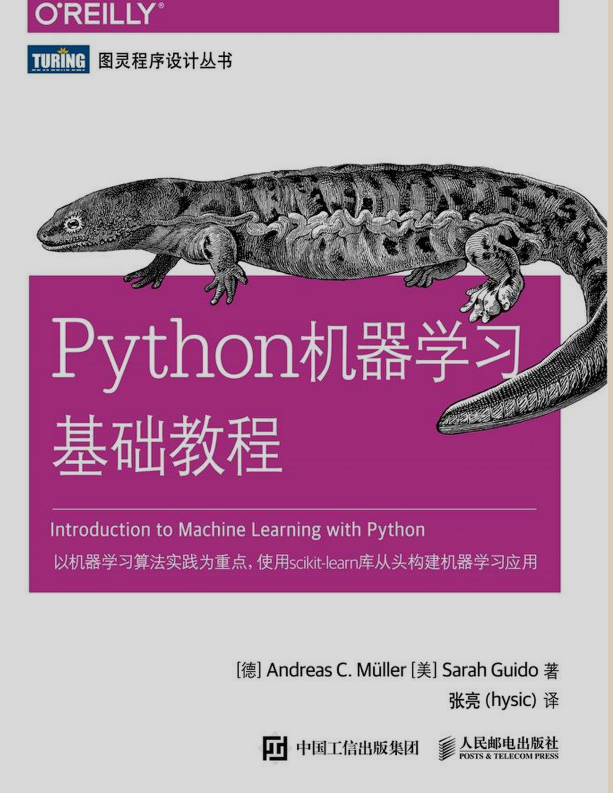 O'REILLY®
TURING 图灵程序设计丛书
Python机器学习
基础教程
Introduction to Machine Learning with Python
以机器学习算法实践为重点，使用scikit-learn库从头构建机器学习应用
[德] Andreas C. Müller [美] Sarah Guido 著
张亮 (hysic) 译
中国工信出版集团 人民邮电出版社
POSTS & TELECOM PRESS